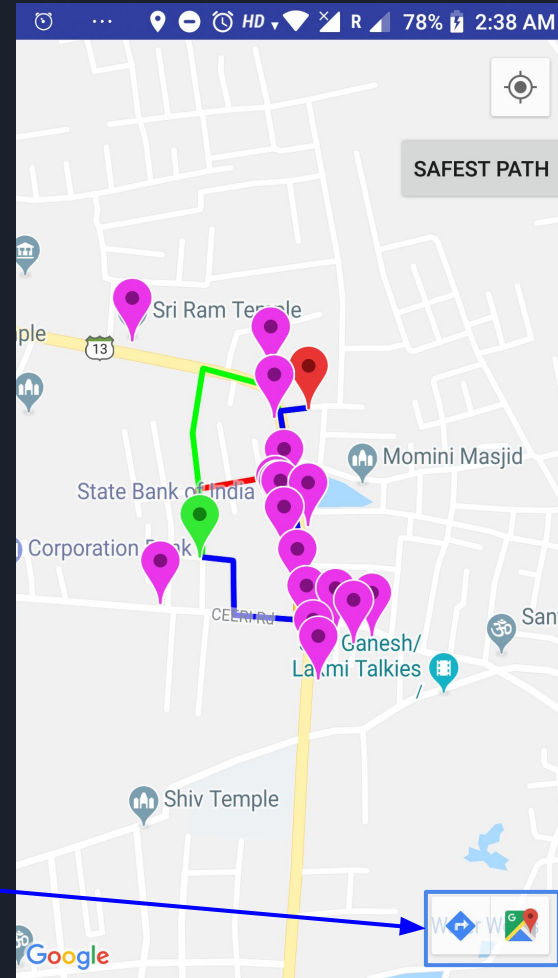 ... HD R 78% 2:38 AM
SAFEST PATH
Sri Ram Temple
ple
13
Momini Masjid
State Bank of India
Corporation
CEERI Rd
San
Ganesh/
Laxmi Talkies
/
Shiv Temple
Google